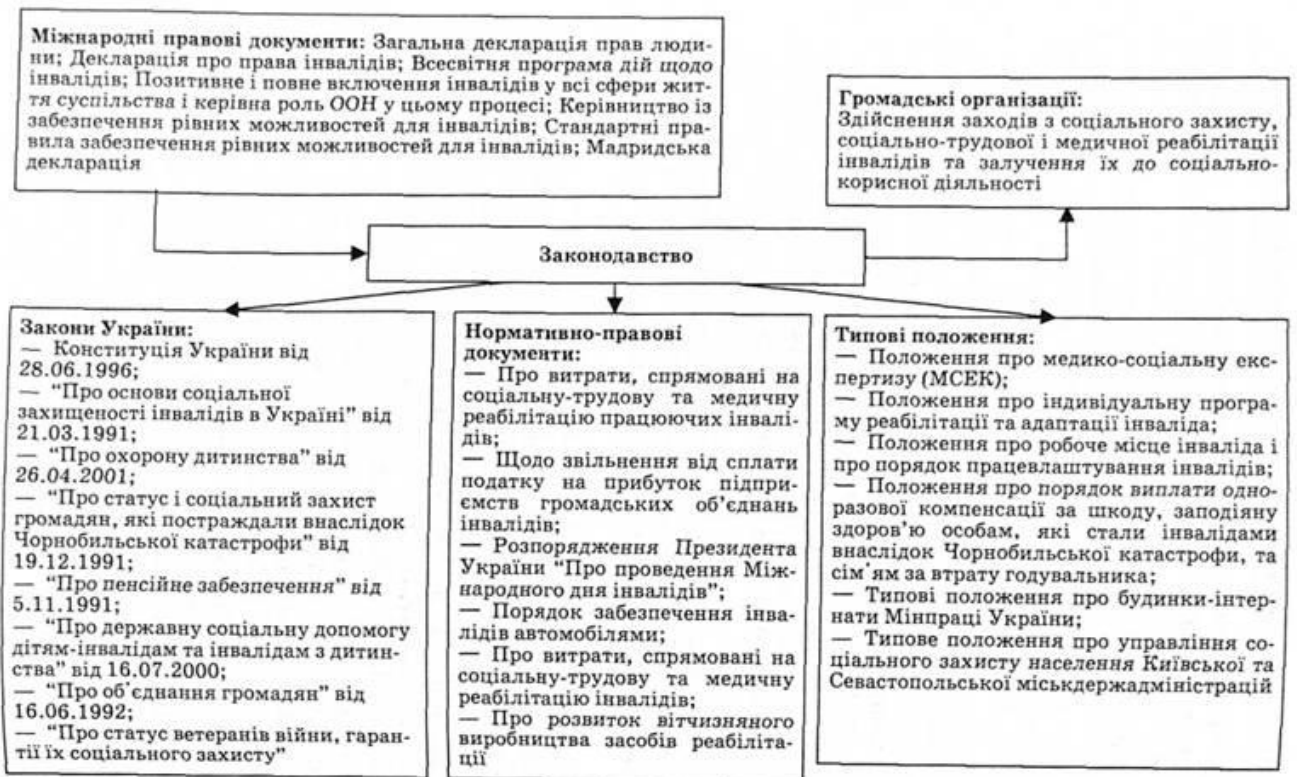 Міжнародні правові документи: Загальна декларація прав люди-
ни; Декларація про права інвалідів; Всесвітня програма дій щодо
інвалідів; Позитивне і повне включення інвалідів у всі сфери жит-
тя суспільства і керівна роль ООН у цьому процесі; Керівництво із
забезпечення рівних можливостей для інвалідів; Стандартні пра-
вила забезпечення рівних можливостей для інвалідів; Мадридська
декларація
Громадські організації:
Здійснення заходів з соціального захисту,
соціально-трудової і медичної реабілітації
інвалідів та залучення їх до соціально-
корисної діяльності
Законодавство
Закони України:
— Конституція України від
28.06.1996;
— “Про основи соціальної
захищеності інвалідів в Україні” від
21.03.1991;
— “Про охорону дитинства” від
26.04.2001;
— “Про статус і соціальний захист
громадян, які постраждали внаслідок
Чорнобильської катастрофи” від
19.12.1991;
— “Про пенсійне забезпечення” від
5.11.1991;
— “Про державну соціальну допомогу
дітям-інвалідам та інвалідам з дитин-
ства” від 16.07.2000;
— “Про об'єднання громадян” від
16.06.1992;
— “Про статус ветеранів війни, гаран-
тії їх соціального захисту”
Нормативно-правові
документи:
— Про витрати, спрямовані на
соціальну-трудову та медичну
реабілітацію працюючих інвалі-
дів;
— Щодо звільнення від сплати
податку на прибуток підпри-
ємств громадських об'єднань
інвалідів;
— Розпорядження Президента
України “Про проведення Між-
народного дня інвалідів”;
— Порядок забезпечення інва-
лідів автомобілями;
— Про витрати, спрямовані на
соціальну-трудову та медичну
реабілітацію інвалідів;
— Про розвиток вітчизняного
виробництва засобів реабіліта-
ції
Типові положення:
— Положення про медико-соціальну екс-
пертизу (МСЕК);
— Положення про індивідуальну програ-
му реабілітації та адаптації інваліда;
— Положення про робоче місце інваліда і
про порядок працевлаштування інвалідів;
— Положення про порядок виплати одно-
разової компенсації за шкоду, заподіяну
здоров'ю особам, які стали інвалідами
внаслідок Чорнобильської катастрофи, та
сім'ям за втрату годувальника;
— Типові положення про будинки-інтер-
нати Мінпраці України;
— Типове положення про управління со-
ціального захисту населення Київської та
Севастопольської міськдержадміністрацій